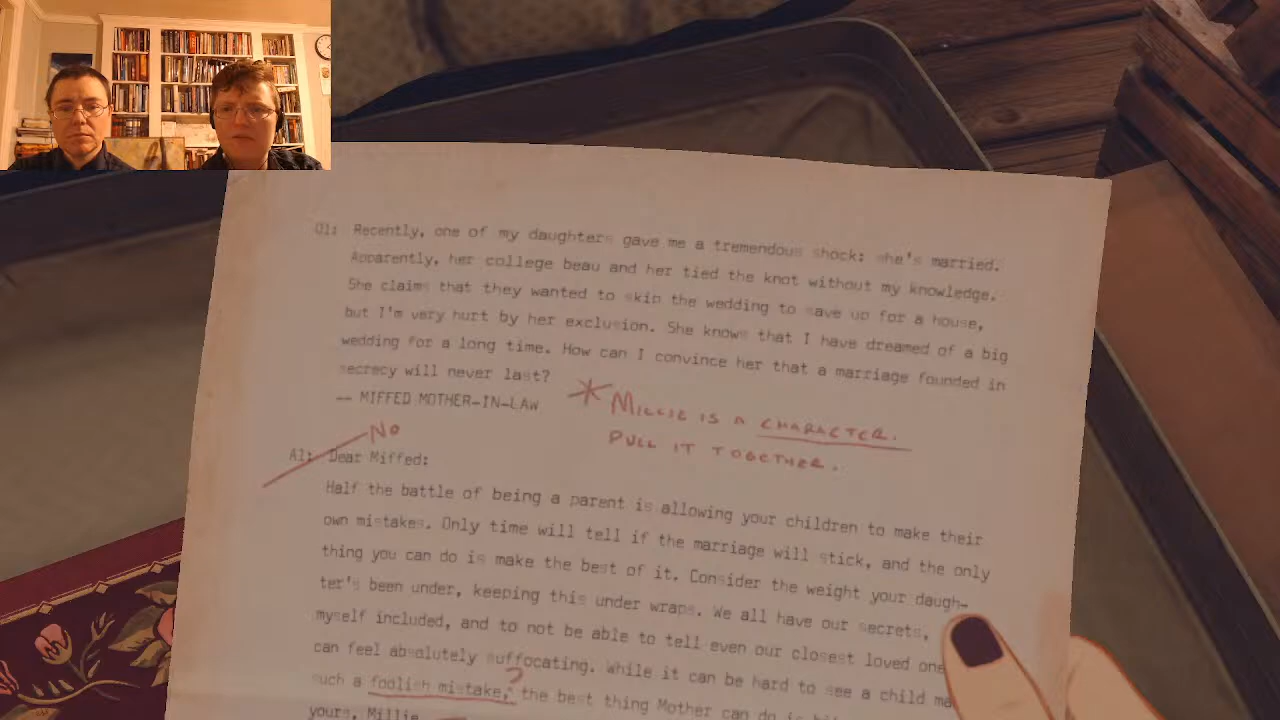 Q1: Recently, one of my daughters gave me a tremendous shock: she's married.
Apparently, her college beau and her tied the knot without my knowledge.
She claims that they wanted to skip the wedding to save up for a house,
but I'm very hurt by her exclusion. She knows that I have dreamed of a big
wedding for a long time. How can I convince her that a marriage founded in
secrecy will never last?
-- MIFFED MOTHER-IN-LAW
* MILLIE IS A CHARACTER.
PULL IT TOGETHER.
NO
A1: Dear Miffed:
Half the battle of being a parent is allowing your children to make their
own mistakes. Only time will tell if the marriage will stick, and the only
thing you can do is make the best of it. Consider the weight your daugh-
ter's been under, keeping this under wraps. We all have our secrets,
myself included, and to not be able to tell even our closest loved one
can feel absolutely suffocating. While it can be hard to see a child ma
?
such a foolish mistake, the best thing Mother can do is
yours, Millie